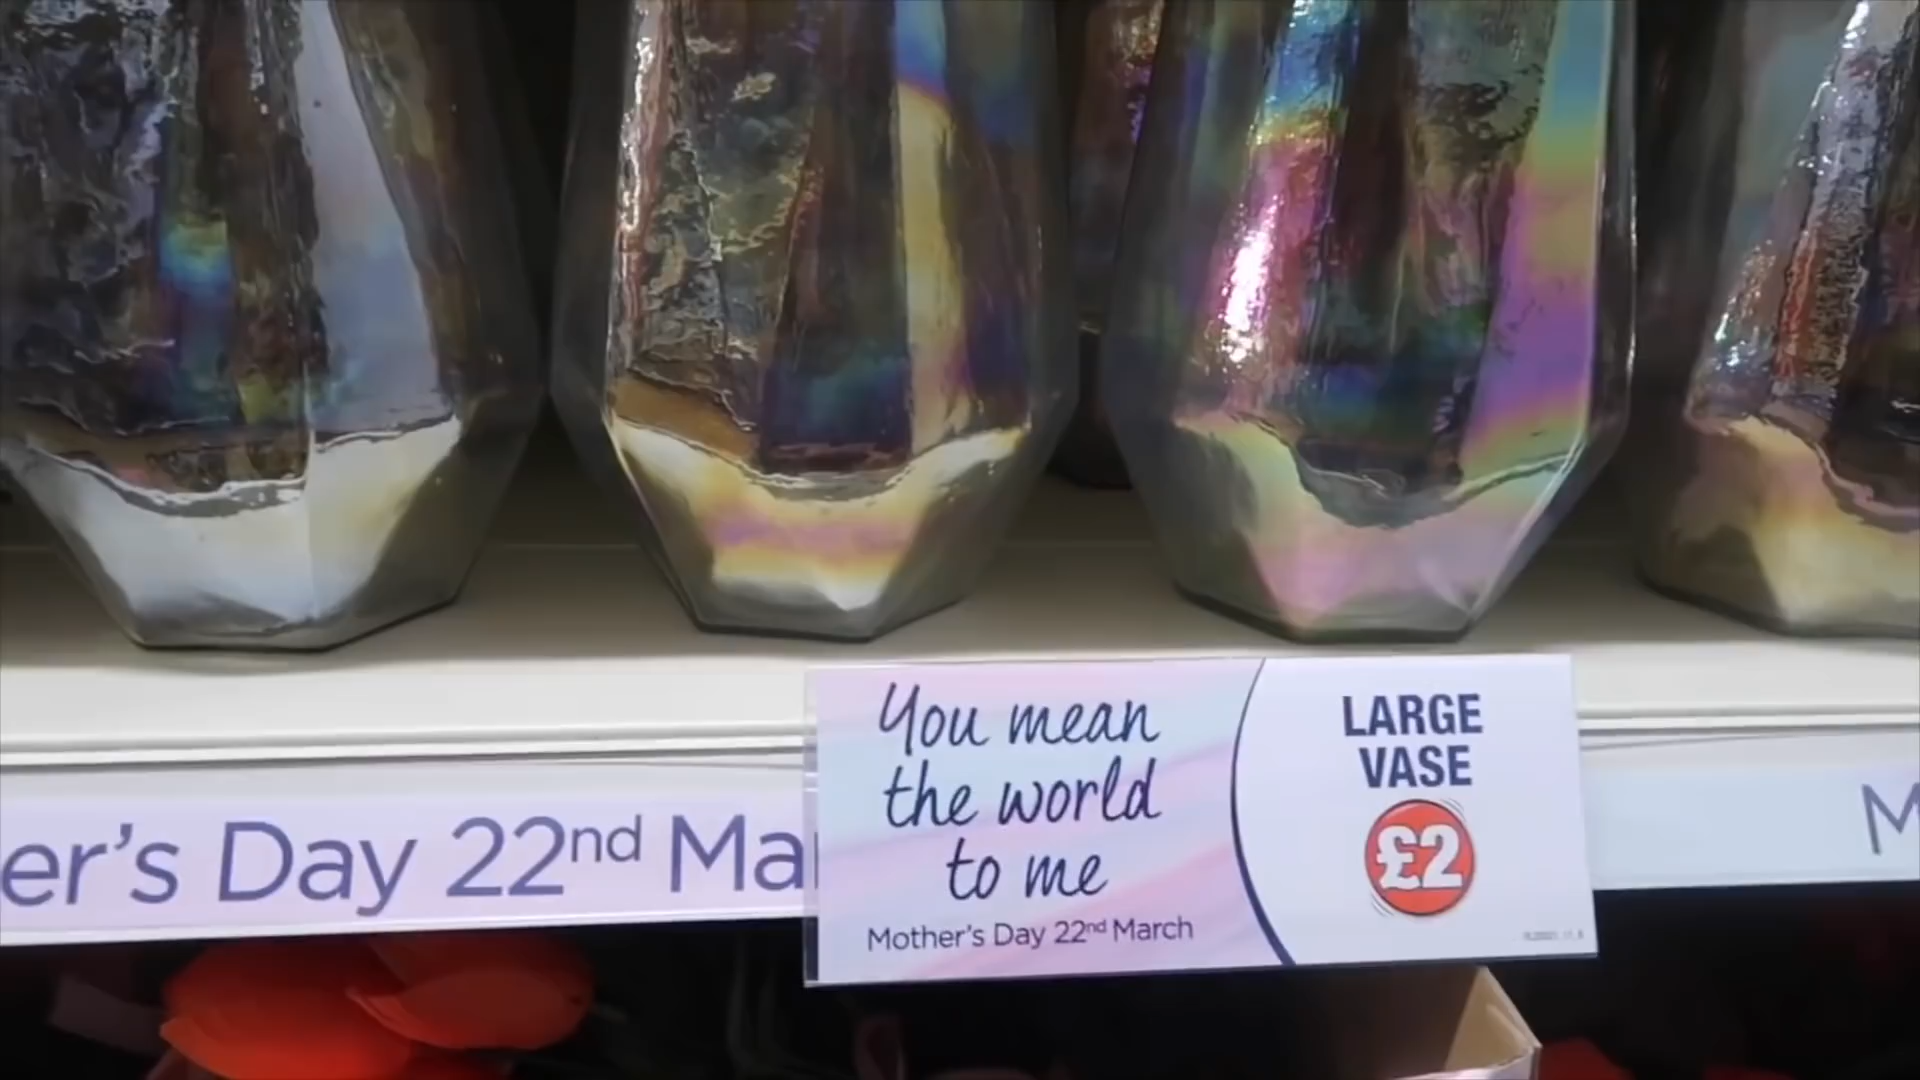 You mean
the world
to me
Mother's Day 22nd March
LARGE
VASE
£2
er's Day 22nd Ma
M